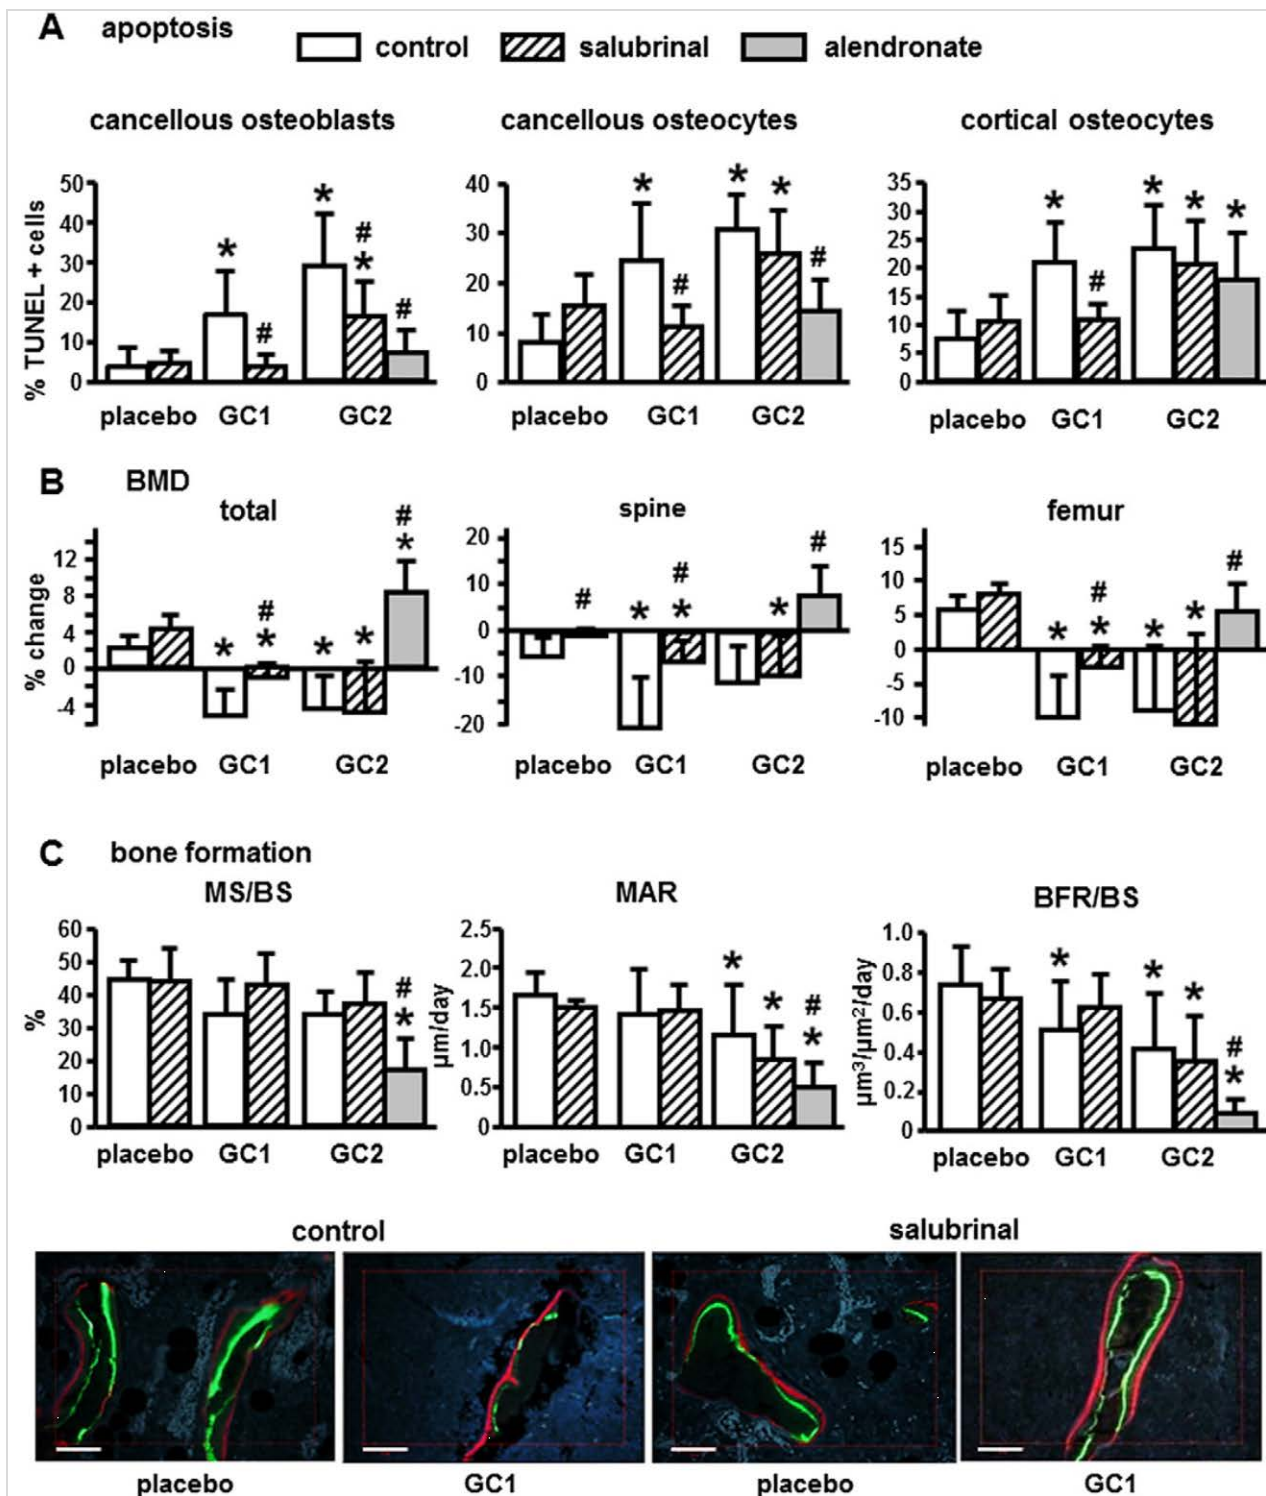 A apoptosis
control salubrinal alendronate
cancellous osteoblasts cancellous osteocytes cortical osteocytes
% TUNEL + cells
50
40
30
20
10
0
* * # * # #
placebo GC1 GC2
40
30
20
10
0
* # * * #
placebo GC1 GC2
35
30
25
20
15
10
5
0
* # * * *
placebo GC1 GC2
B BMD
total spine femur
% change
12
8
4
0
-4
* # * * * # *
placebo GC1 GC2
20
10
0
-10
-20
# * # * * #
placebo GC1 GC2
15
10
5
0
-5
-10
* # * * * #
placebo GC1 GC2
C bone formation
MS/BS MAR BFR/BS
%
60
50
40
30
20
10
0
# *
placebo GC1 GC2
µm/day
2.5
2.0
1.5
1.0
0.5
0
* * # *
placebo GC1 GC2
µm³/µm²/day
1.0
0.8
0.6
0.4
0.2
0
* * * # *
placebo GC1 GC2
control salubrinal
placebo GC1 placebo GC1